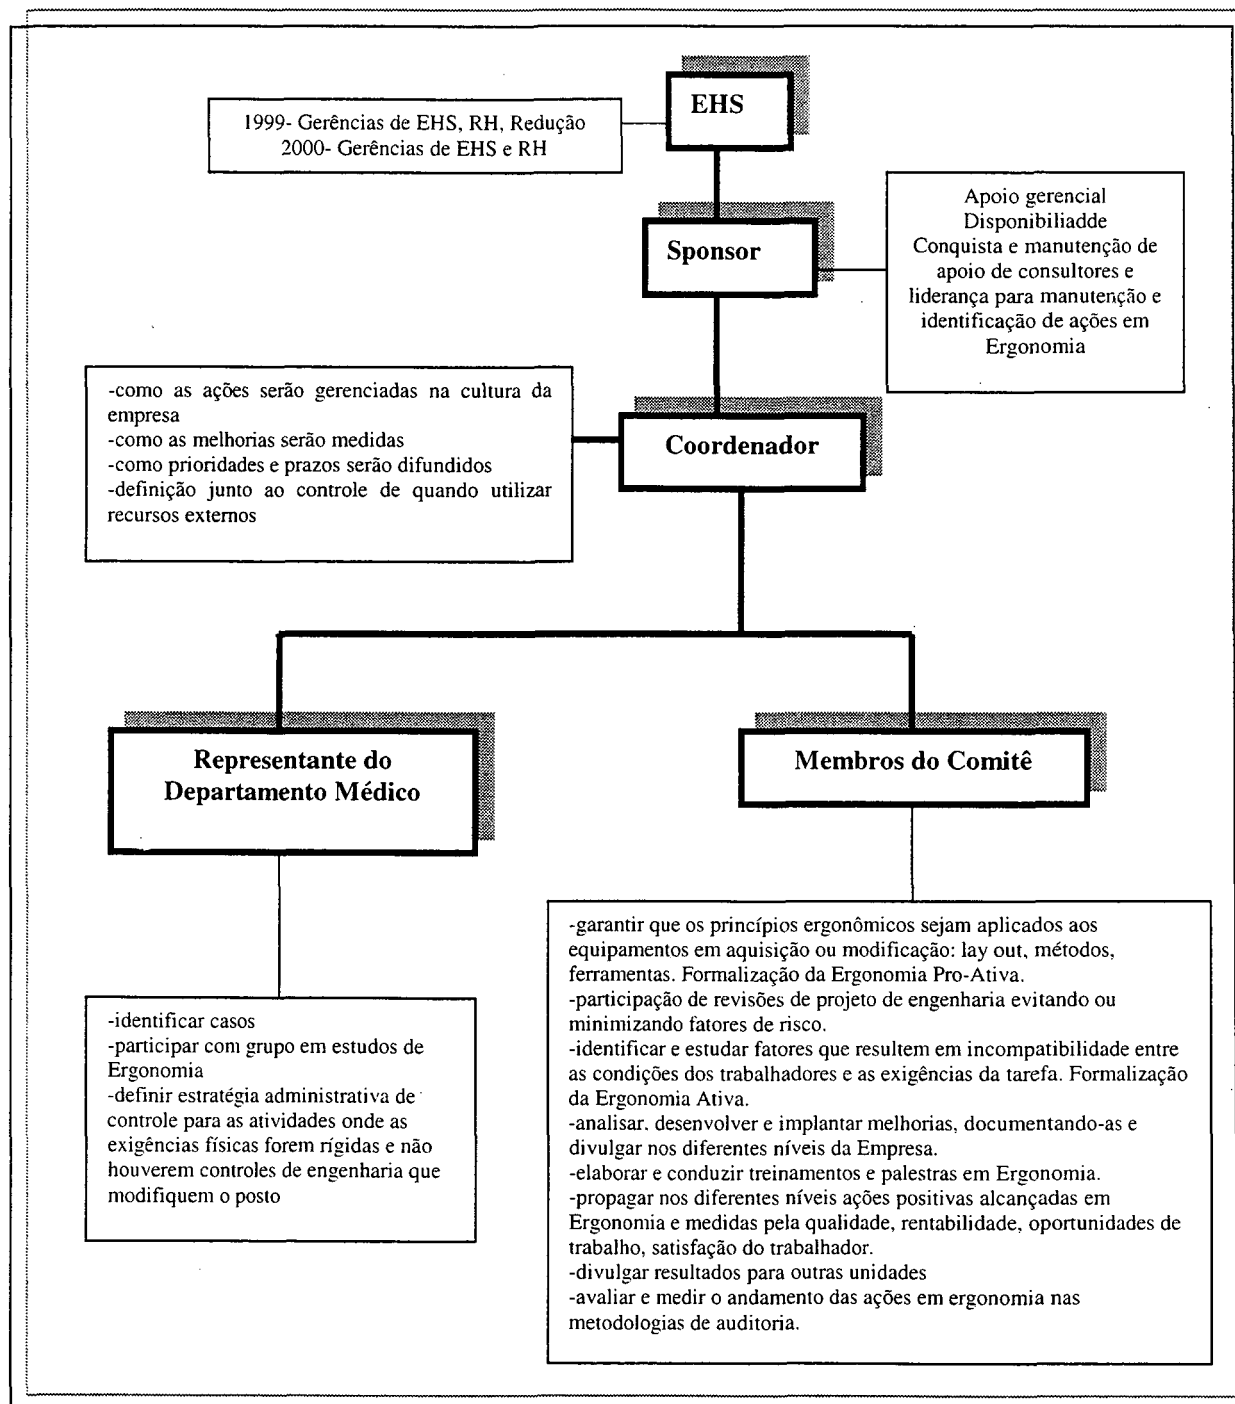 EHS
1999- Gerências de EHS, RH, Redução
2000- Gerências de EHS e RH
Sponsor
Apoio gerencial
Disponibiliadde
Conquista e manutenção de
apoio de consultores e
liderança para manutenção e
identificação de ações em
Ergonomia
-como as ações serão gerenciadas na cultura da
empresa
-como as melhorias serão medidas
-como prioridades e prazos serão difundidos
-definição junto ao controle de quando utilizar
recursos externos
Coordenador
Representante do
Departamento Médico
Membros do Comitê
-identificar casos
-participar com grupo em estudos de
Ergonomia
-definir estratégia administrativa de
controle para as atividades onde as
exigências físicas forem rígidas e não
houverem controles de engenharia que
modifiquem o posto
-garantir que os princípios ergonômicos sejam aplicados aos
equipamentos em aquisição ou modificação: lay out, métodos,
ferramentas. Formalização da Ergonomia Pro-Ativa.
-participação de revisões de projeto de engenharia evitando ou
minimizando fatores de risco.
-identificar e estudar fatores que resultem em incompatibilidade entre
as condições dos trabalhadores e as exigências da tarefa. Formalização
da Ergonomia Ativa.
-analisar, desenvolver e implantar melhorias, documentando-as e
divulgar nos diferentes níveis da Empresa.
-elaborar e conduzir treinamentos e palestras em Ergonomia.
-propagar nos diferentes níveis ações positivas alcançadas em
Ergonomia e medidas pela qualidade, rentabilidade, oportunidades de
trabalho, satisfação do trabalhador.
-divulgar resultados para outras unidades
-avaliar e medir o andamento das ações em ergonomia nas
metodologias de auditoria.